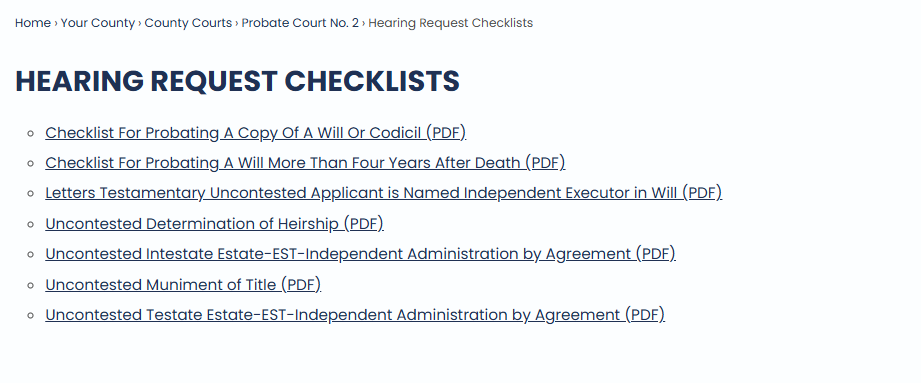 Home › Your County › County Courts › Probate Court No. 2 › Hearing Request Checklists
HEARING REQUEST CHECKLISTS
Checklist For Probating A Copy Of A Will Or Codicil (PDF)
Checklist For Probating A Will More Than Four Years After Death (PDF)
Letters Testamentary Uncontested Applicant is Named Independent Executor in Will (PDF)
Uncontested Determination of Heirship (PDF)
Uncontested Intestate Estate-EST-Independent Administration by Agreement (PDF)
Uncontested Muniment of Title (PDF)
Uncontested Testate Estate-EST-Independent Administration by Agreement (PDF)